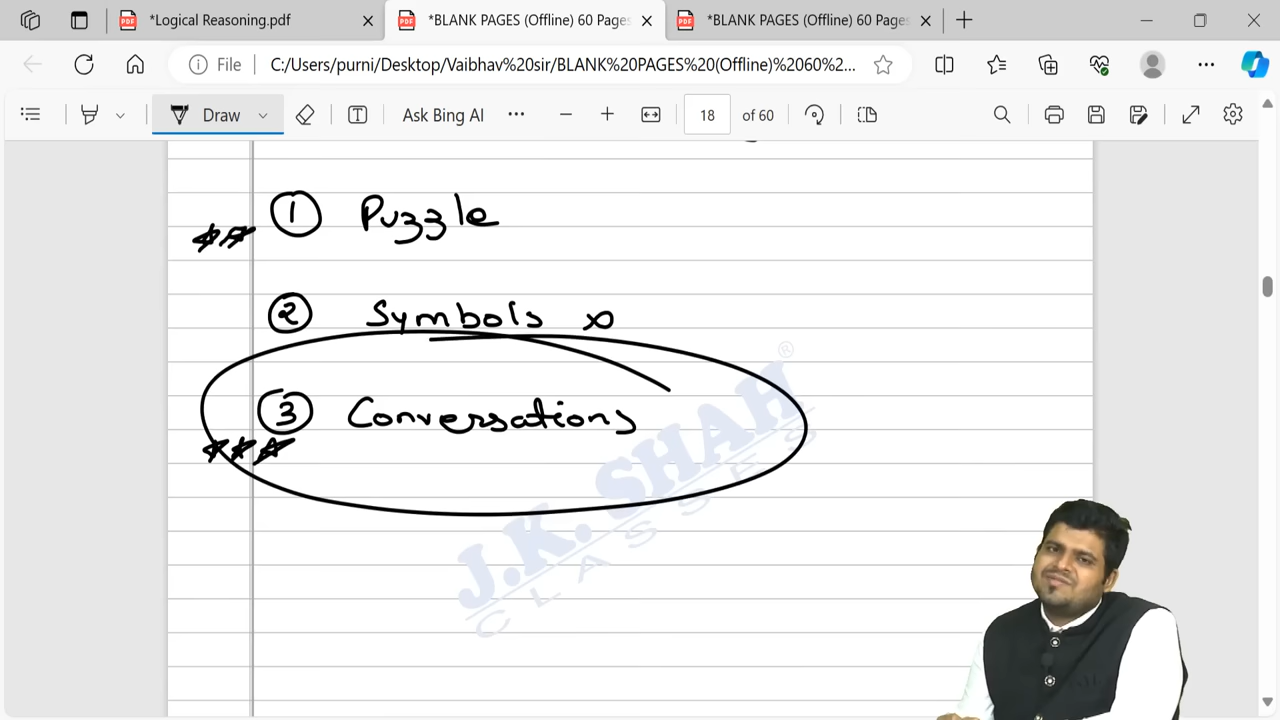 *Logical Reasoning.pdf
*BLANK PAGES (Offline) 60 Pages
*BLANK PAGES (Offline) 60 Page
File
C:/Users/purni/Desktop/Vaibhav%20sir/BLANK%20PAGES%20(Offline)%2060%2...
Draw
Ask Bing AI
18 of 60
1 Puzzle
2 Symbols
3 Conversations
J.K. SHAH ®
CLASSES